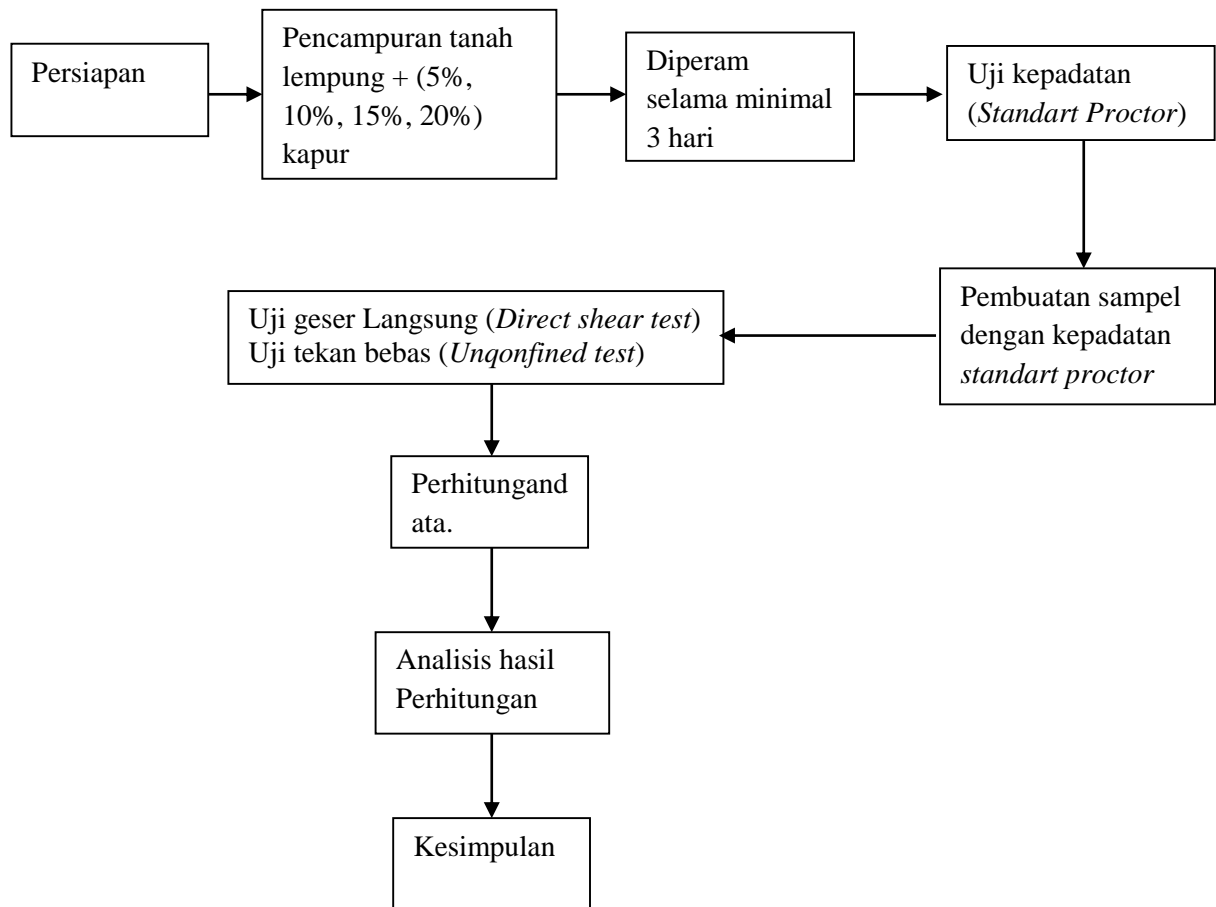 Persiapan
Pencampuran tanah
lempung + (5%,
10%, 15%, 20%)
kapur
Diperam
selama minimal
3 hari
Uji kepadatan
(Standart Proctor)
Pembuatan sampel
dengan kepadatan
standart proctor
Uji geser Langsung (Direct shear test)
Uji tekan bebas (Unqonfined test)
Perhitungand
ata.
Analisis hasil
Perhitungan
Kesimpulan